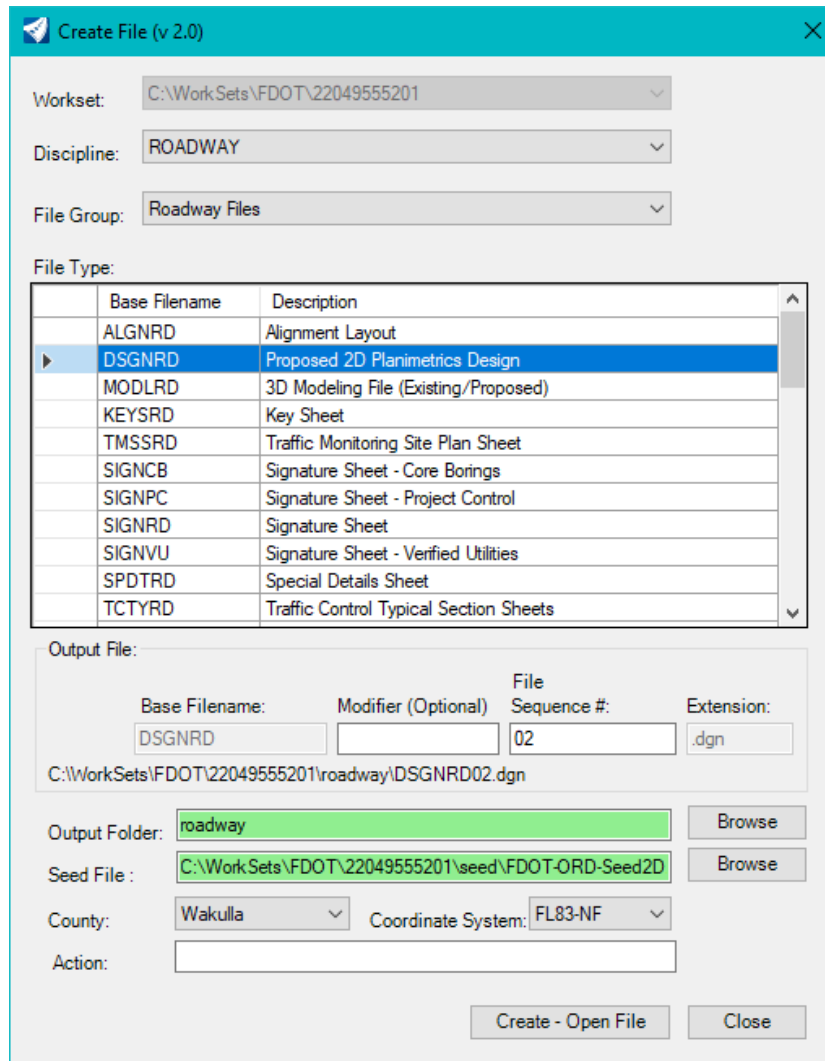 Create File (v 2.0)
Workset: C:\WorkSets\FDOT\22049555201
Discipline: ROADWAY
File Group: Roadway Files
File Type:
Base Filename Description
ALGNRD Alignment Layout
DSGNRD Proposed 2D Planimetrics Design
MODLRD 3D Modeling File (Existing/Proposed)
KEYSRD Key Sheet
TMSSRD Traffic Monitoring Site Plan Sheet
SIGNCB Signature Sheet - Core Borings
SIGNPC Signature Sheet - Project Control
SIGNRD Signature Sheet
SIGNVU Signature Sheet - Verified Utilities
SPDTRD Special Details Sheet
TCTYRD Traffic Control Typical Section Sheets
Output File:
File
Base Filename: Modifier (Optional) Sequence #: Extension:
DSGNRD 02 .dgn
C:\WorkSets\FDOT\22049555201\roadway\DSGNRD02.dgn
Output Folder: roadway Browse
Seed File : C:\WorkSets\FDOT\22049555201\seed\FDOT-ORD-Seed2D Browse
County: Wakulla Coordinate System: FL83-NF
Action:
Create - Open File Close